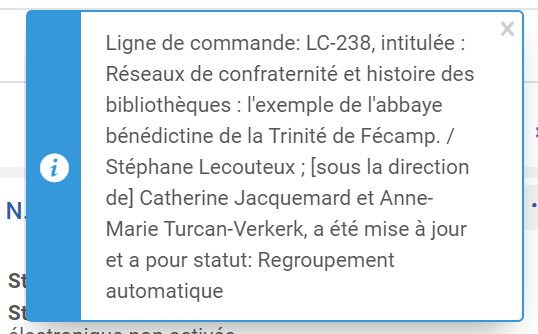 Ligne de commande: LC-238, intitulée :
Réseaux de confraternité et histoire des
bibliothèques : l'exemple de l'abbaye
bénédictine de la Trinité de Fécamp. /
Stéphane Lecouteux ; [sous la direction
de] Catherine Jacquemard et Anne-
Marie Turcan-Verkerk, a été mise à jour
et a pour statut: Regroupement
automatique
N.
St
St